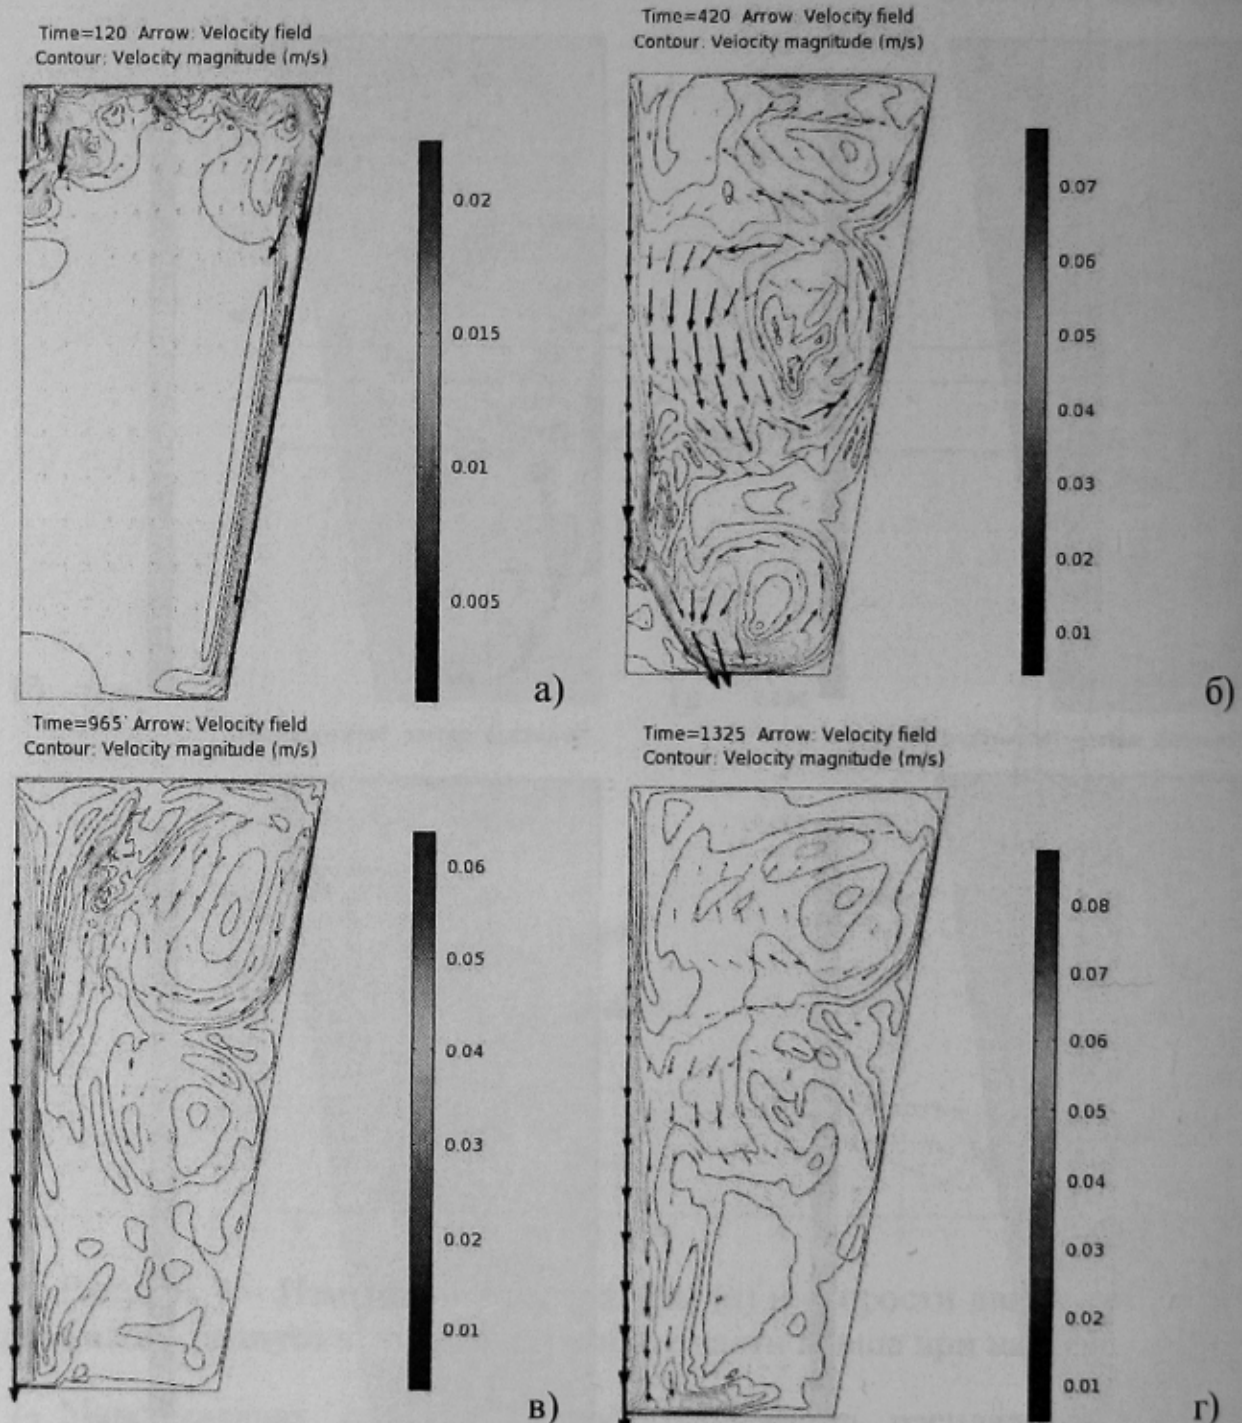 Time=120 Arrow: Velocity field
Contour: Velocity magnitude (m/s)
0.02
0.015
0.01
0.005
а)
Time=420 Arrow: Velocity field
Contour: Velocity magnitude (m/s)
0.07
0.06
0.05
0.04
0.03
0.02
0.01
б)
Time=965 Arrow: Velocity field
Contour: Velocity magnitude (m/s)
0.06
0.05
0.04
0.03
0.02
0.01
в)
Time=1325 Arrow: Velocity field
Contour: Velocity magnitude (m/s)
0.08
0.07
0.06
0.05
0.04
0.03
0.02
0.01
г)